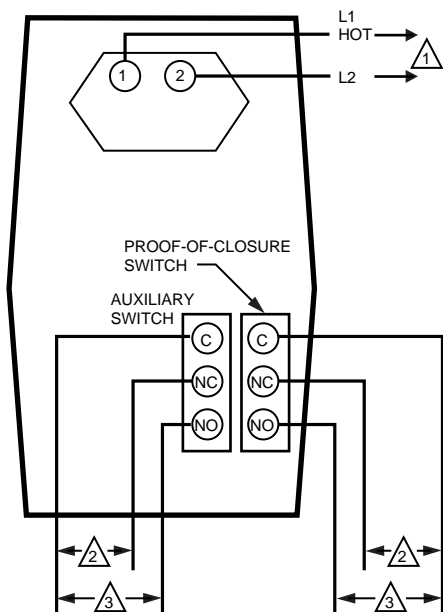 L1
HOT
1
1
2
L2
PROOF-OF-CLOSURE
SWITCH
AUXILIARY
SWITCH
C
C
NC
NC
NO
NO
2
2
3
3